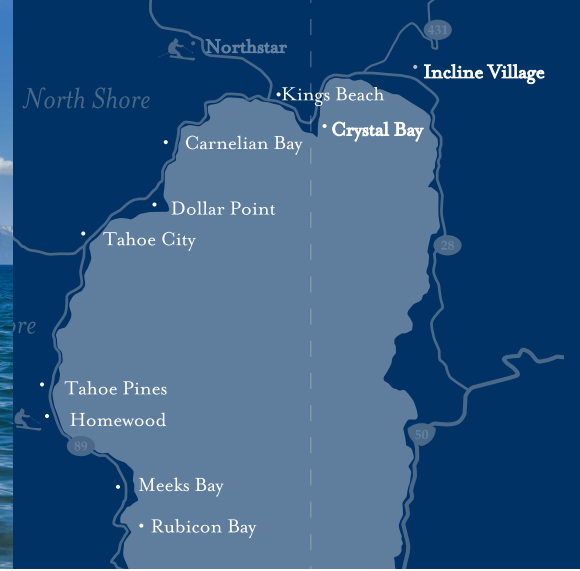 431
Northstar
Incline Village
North Shore
Kings Beach
Crystal Bay
Carnelian Bay
Dollar Point
Tahoe City
28
Tahoe Pines
Homewood
50
89
Meeks Bay
Rubicon Bay